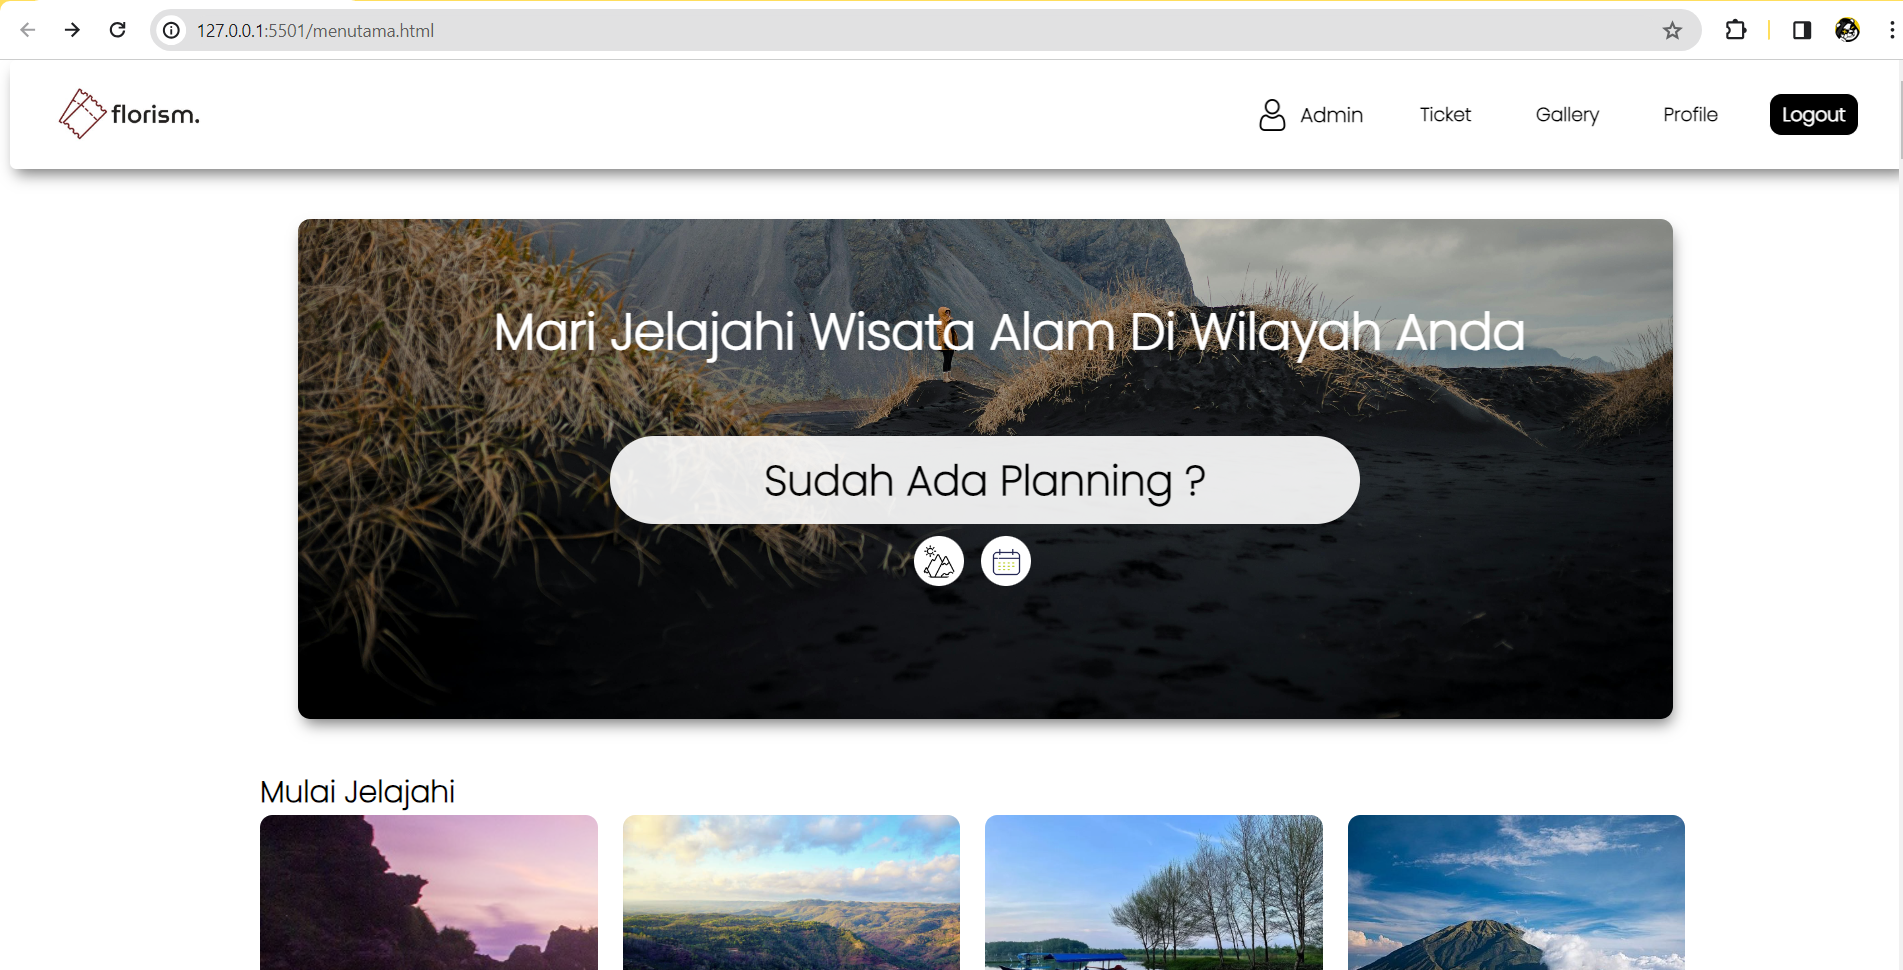 127.0.0.1:5501/menutama.html
florism.
Admin
Ticket
Gallery
Profile
Logout
Mari Jelajahi Wisata Alam Di Wilayah Anda
Sudah Ada Planning ?
Mulai Jelajahi